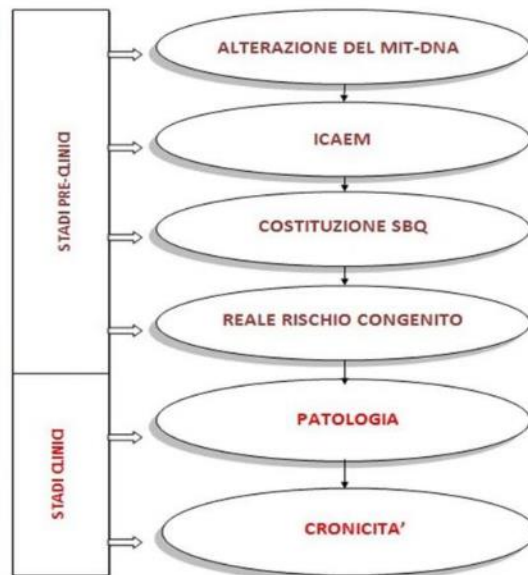 STADI PRE-CLINICI
ALTERAZIONE DEL MIT-DNA
ICAEM
COSTITUZIONE SBQ
REALE RISCHIO CONGENITO
STADI CLINICI
PATOLOGIA
CRONICITA’